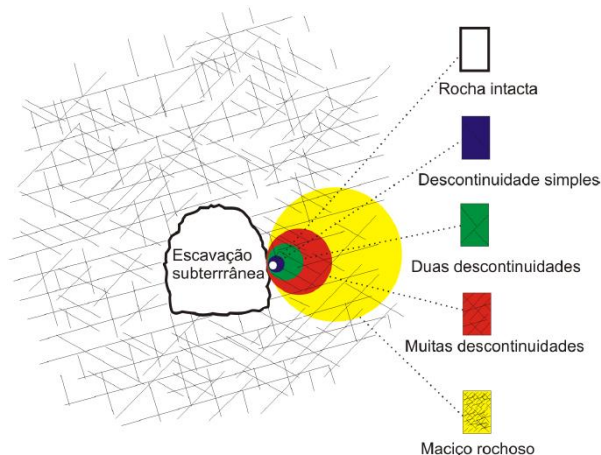 Rocha intacta
Descontinuidade simples
Escavação
subterrrânea
Duas descontinuidades
Muitas descontinuidades
Maciço rochoso